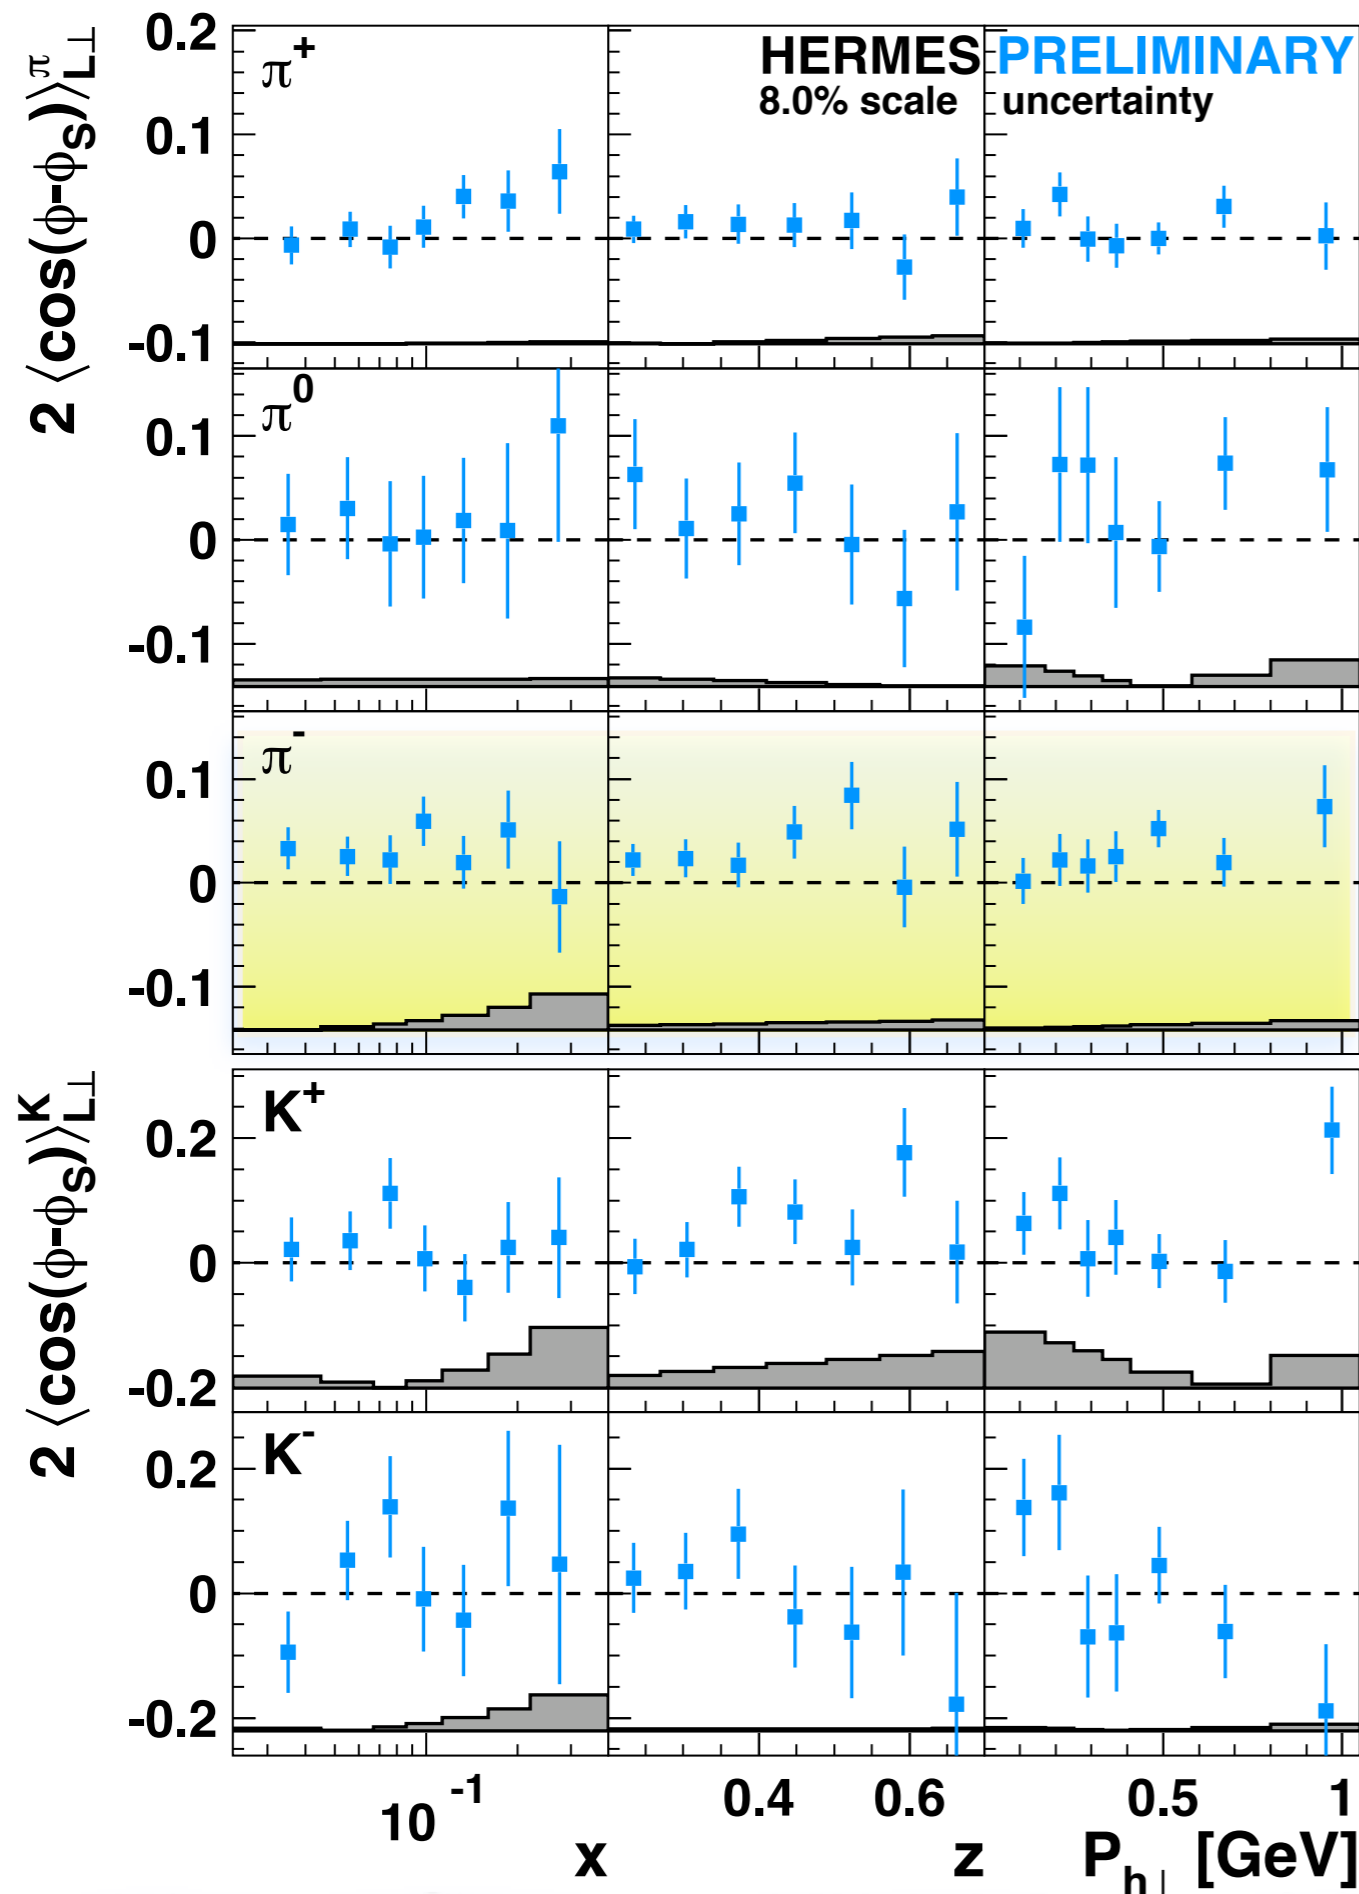 2 ⟨cos(ϕ-ϕS)⟩πL⊥
0.2
0.1
0
-0.1
π+
HERMES PRELIMINARY
8.0% scale uncertainty
0.1
0
-0.1
π0
0.1
0
-0.1
π-
2 ⟨cos(ϕ-ϕS)⟩KL⊥
0.2
0
-0.2
K+
0.2
0
-0.2
K-
10-1
0.4
0.6
0.5
1
x
z
Ph⊥ [GeV]